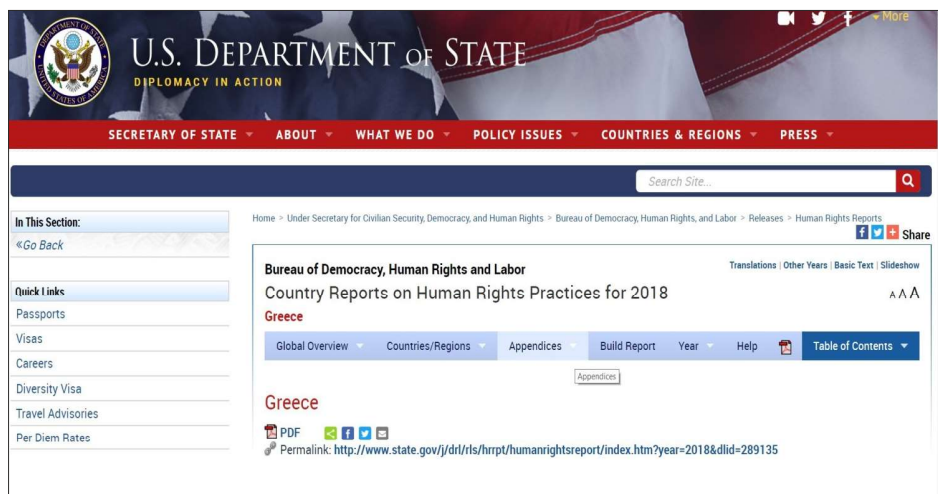 More
U.S. DEPARTMENT OF STATE
DIPLOMACY IN ACTION
SECRETARY OF STATE ABOUT WHAT WE DO POLICY ISSUES COUNTRIES & REGIONS PRESS
Search Site...
In This Section:
«Go Back
Quick Links
Passports
Visas
Careers
Diversity Visa
Travel Advisories
Per Diem Rates
Home > Under Secretary for Civilian Security, Democracy, and Human Rights > Bureau of Democracy, Human Rights, and Labor > Releases > Human Rights Reports
Share
Translations | Other Years | Basic Text | Slideshow
Bureau of Democracy, Human Rights and Labor
Country Reports on Human Rights Practices for 2018
A A A
Greece
Global Overview Countries/Regions Appendices Build Report Year Help Table of Contents
Appendices
Greece
PDF
Permalink: http://www.state.gov/j/drl/rls/hrrpt/humanrightsreport/index.htm?year=2018&dlid=289135